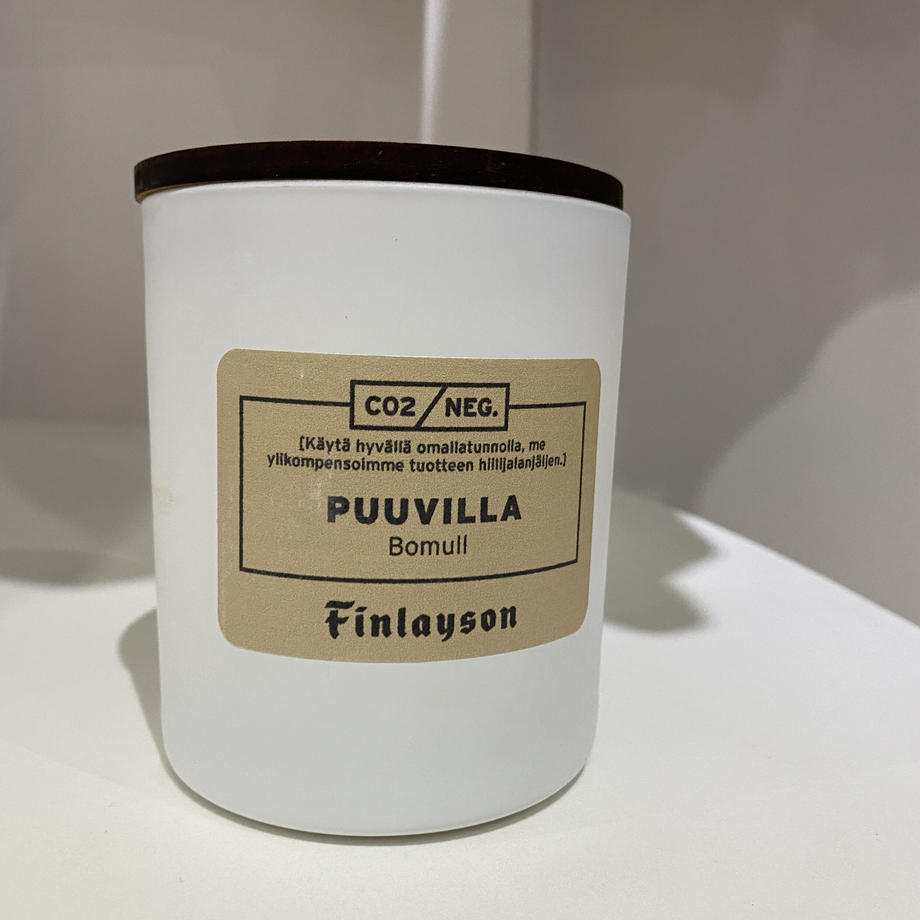 CO2/NEG.
[Käytä hyvällä omallatunnolla, me
ylikompensoimme tuotteen hiilijalanjäljen.]
PUUVILLA
Bomull
Finlayson